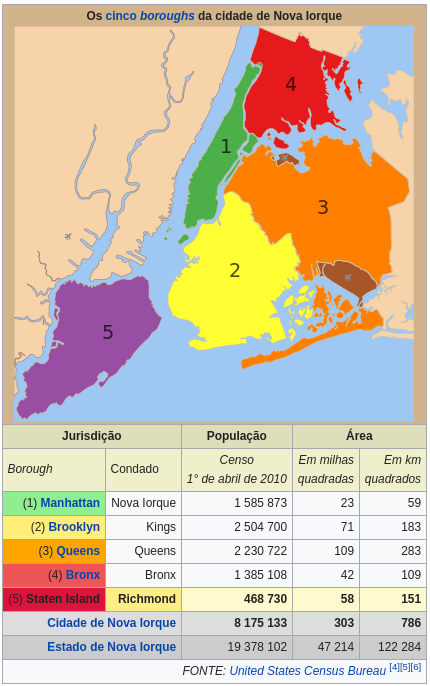 Os cinco boroughs da cidade de Nova Iorque
4
1
3
2
5
Jurisdição População Área
Borough Condado Censo 1° de abril de 2010 Em milhas quadradas Em km quadrados
(1) Manhattan Nova Iorque 1 585 873 23 59
(2) Brooklyn Kings 2 504 700 71 183
(3) Queens Queens 2 230 722 109 283
(4) Bronx Bronx 1 385 108 42 109
(5) Staten Island Richmond 468 730 58 151
Cidade de Nova Iorque 8 175 133 303 786
Estado de Nova Iorque 19 378 102 47 214 122 284
FONTE: United States Census Bureau [4][5][6]